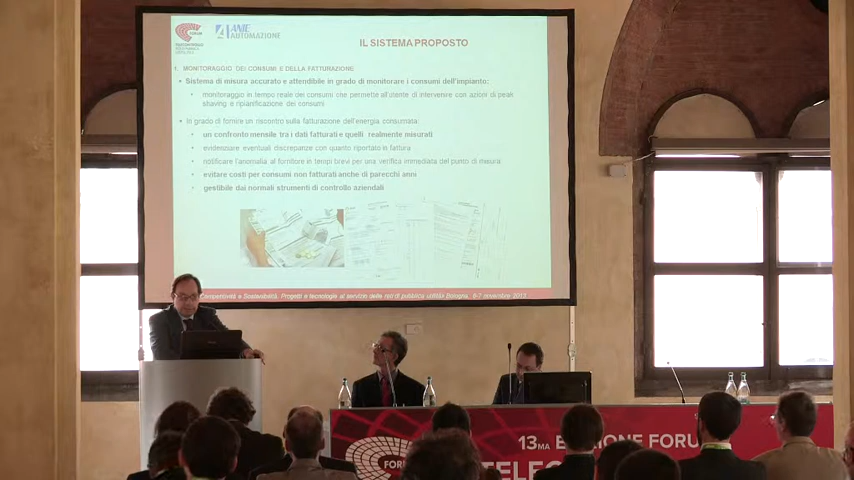 ANIE
AUTOMAZIONE
FORUM
IL SISTEMA PROPOSTO
1. MONITORAGGIO DEI CONSUMI E DELLA FATTURAZIONE
• Sistema di misura accurato e attendibile in grado di monitorare i consumi dell'impianto:
• monitoraggio in tempo reale dei consumi che permette all'utente di intervenire con azioni di peak
shaving e ripianificazione dei consumi
• In grado di fornire un riscontro sulla fatturazione dell'energia consumata:
• un confronto mensile tra i dati fatturati e quelli realmente misurati
• evidenziare eventuali discrepanze con quanto riportato in fattura
• notificare l'anomalia al fornitore in tempi brevi per una verifica immediata del punto di misura
• evitare costi per consumi non fatturati anche di parecchi anni
• gestibile dai normali strumenti di controllo aziendali
Competitività e Sostenibilità. Progetti e tecnologie al servizio delle reti di pubblica utilità Bologna, 6-7 novembre 2013
13MA EDIZIONE FORUM
FORUM
TELEC